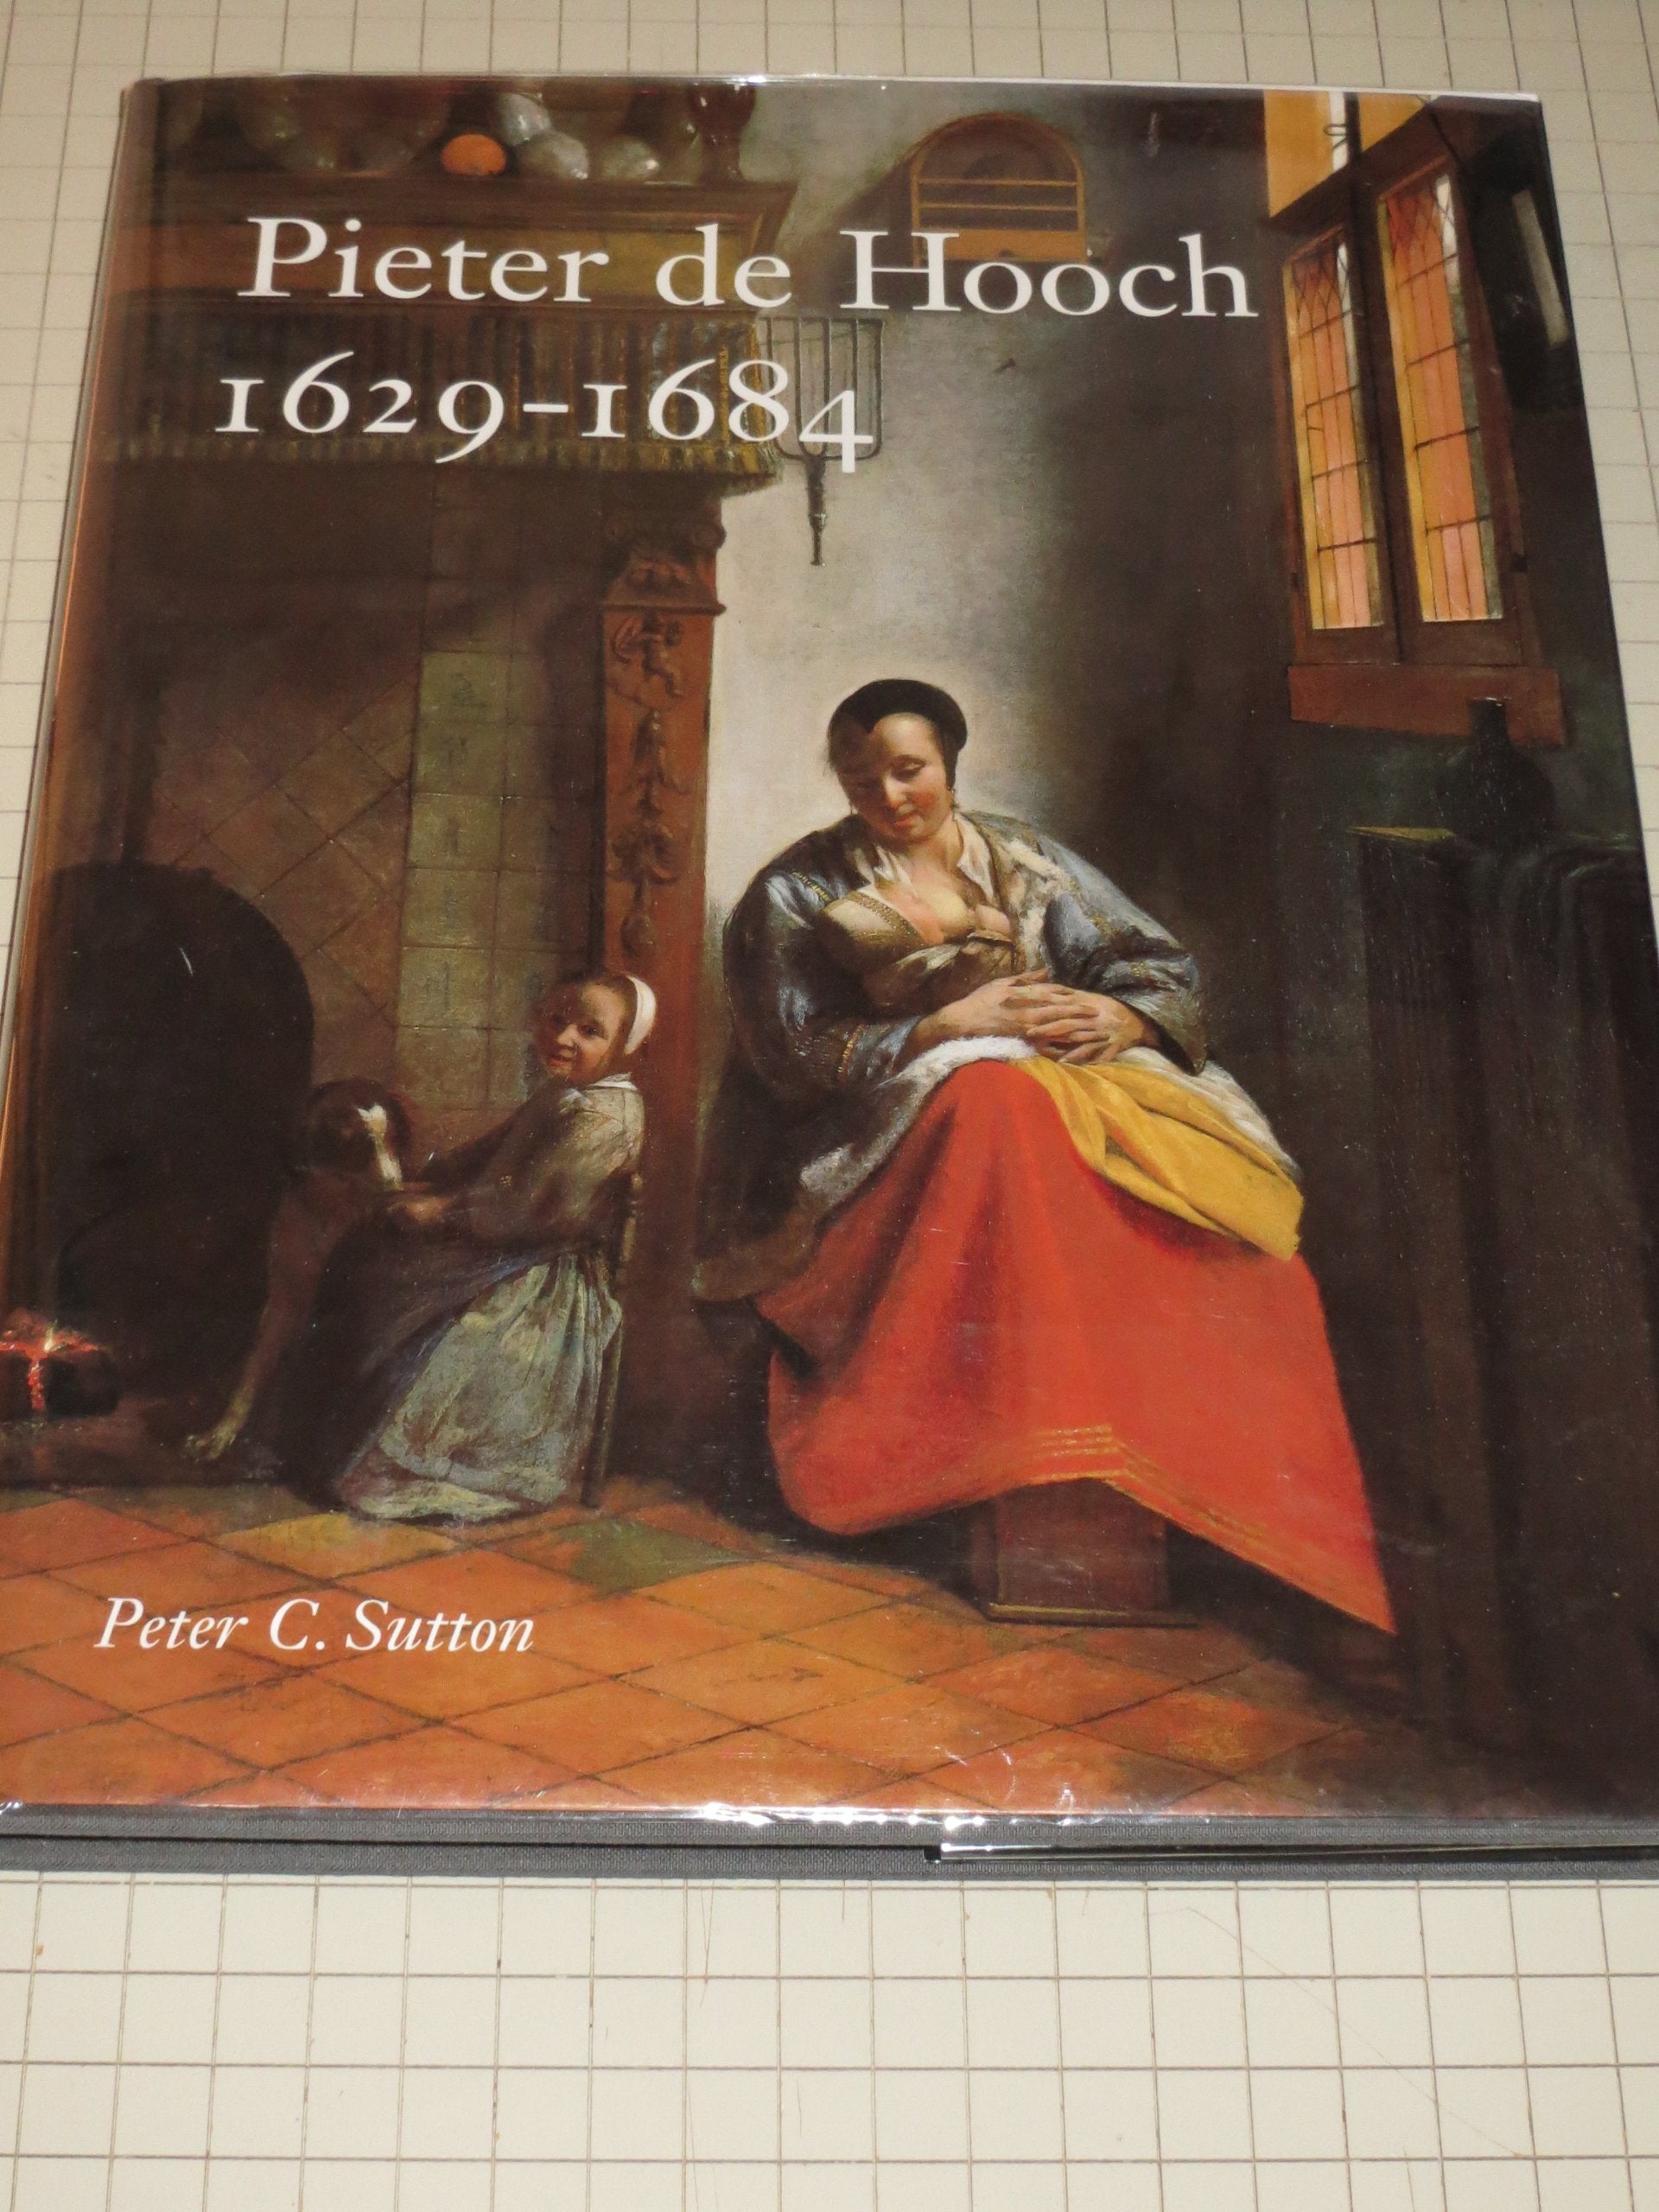 Pieter de Hooch
1629–1684
Peter C. Sutton